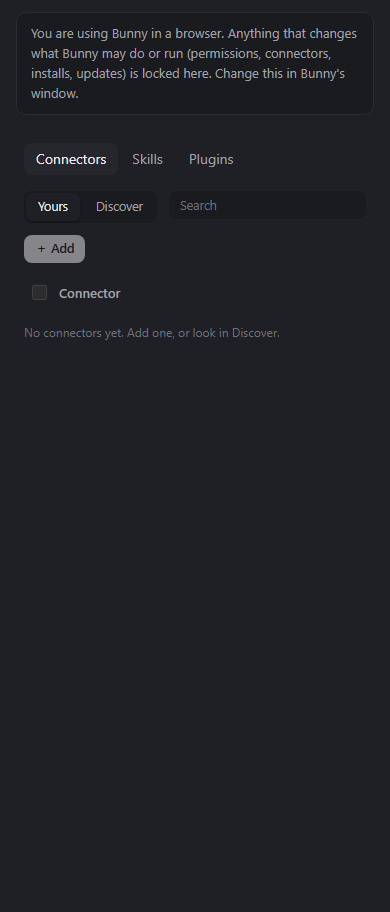 You are using Bunny in a browser. Anything that changes
what Bunny may do or run (permissions, connectors,
installs, updates) is locked here. Change this in Bunny's
window.
Connectors Skills Plugins
Yours Discover Search
+ Add
Connector
No connectors yet. Add one, or look in Discover.